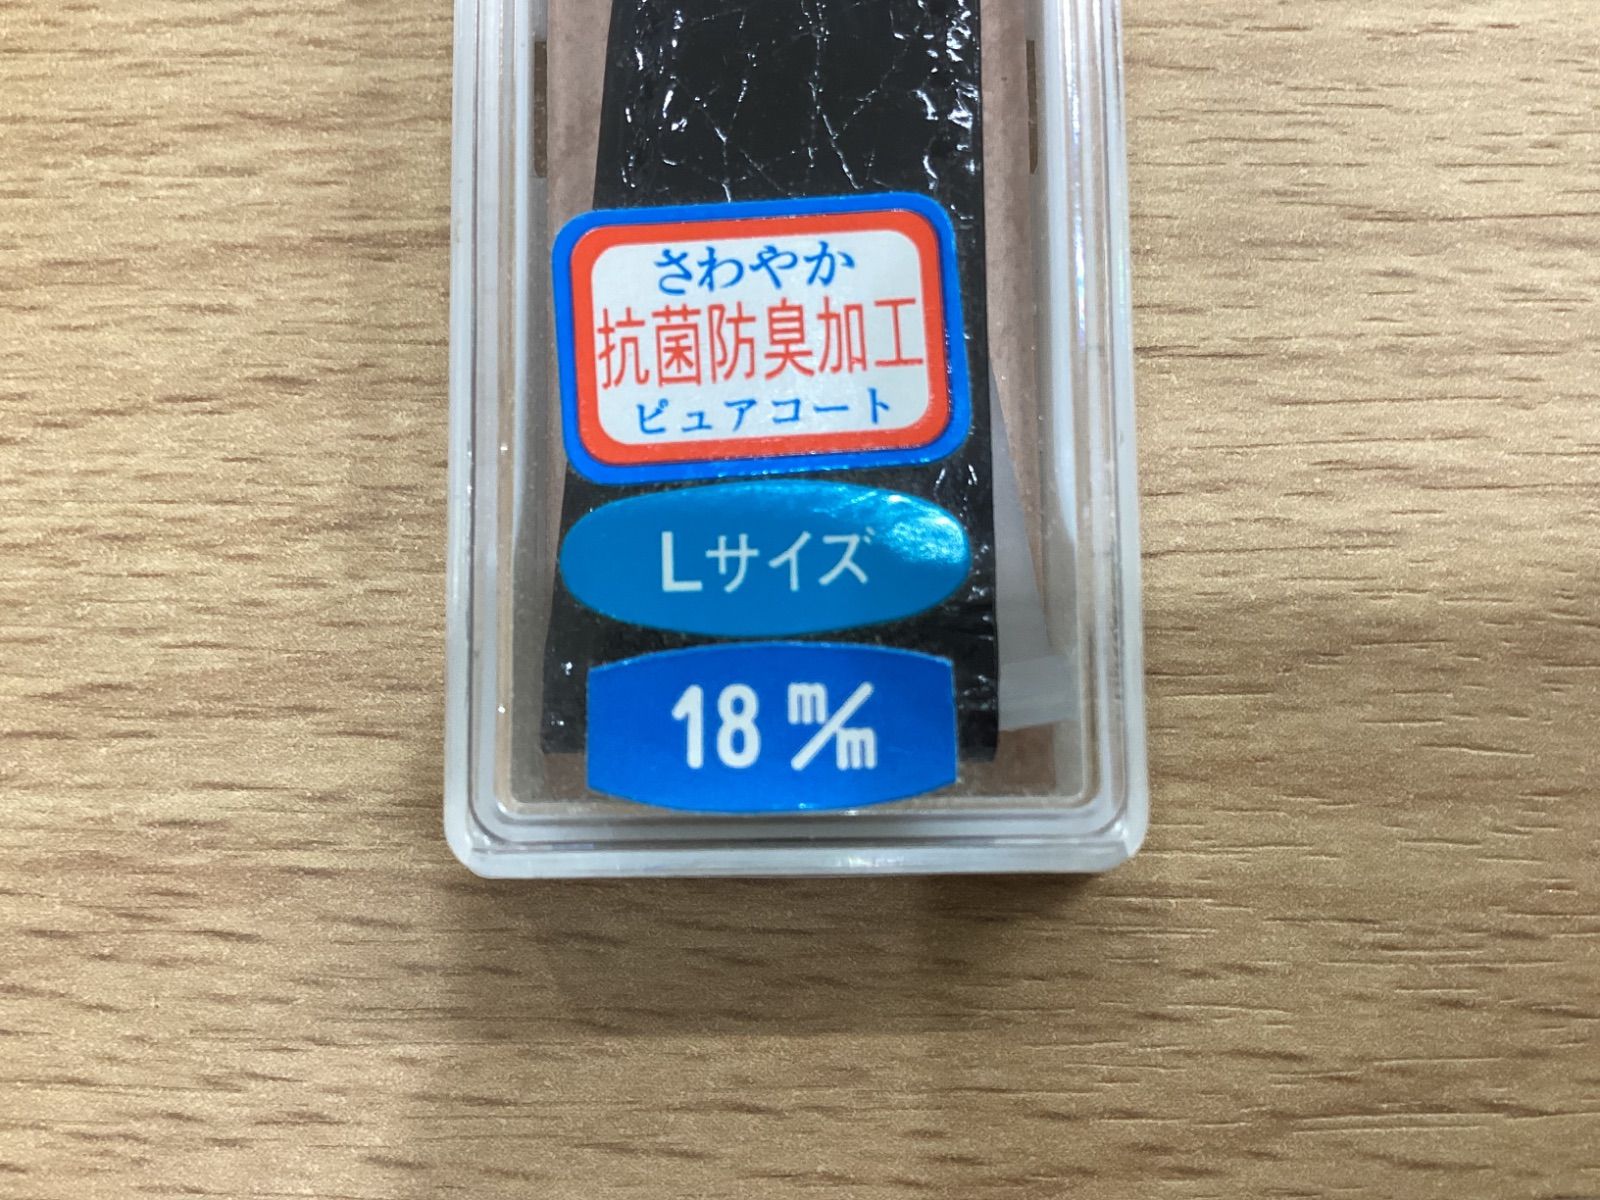 さわやか
抗菌防臭加工
ピュアコート
Lサイズ
18 m/m